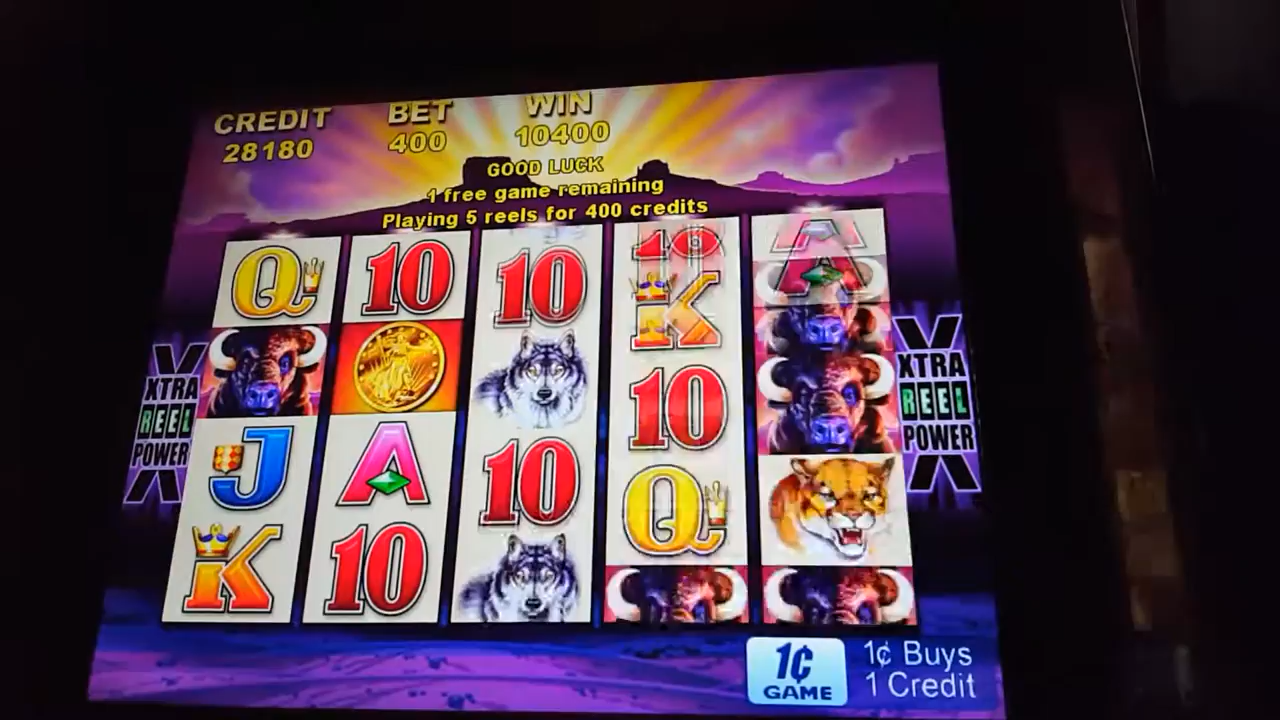 CREDIT BET WIN
28180 400 10400
GOOD LUCK
1 free game remaining
Playing 5 reels for 400 credits
Q 10 10 10 A
K
J A 10 10
Q
K 10
XTRA
REEL
POWER
XTRA
REEL
POWER
1¢
GAME
1¢ Buys
1 Credit